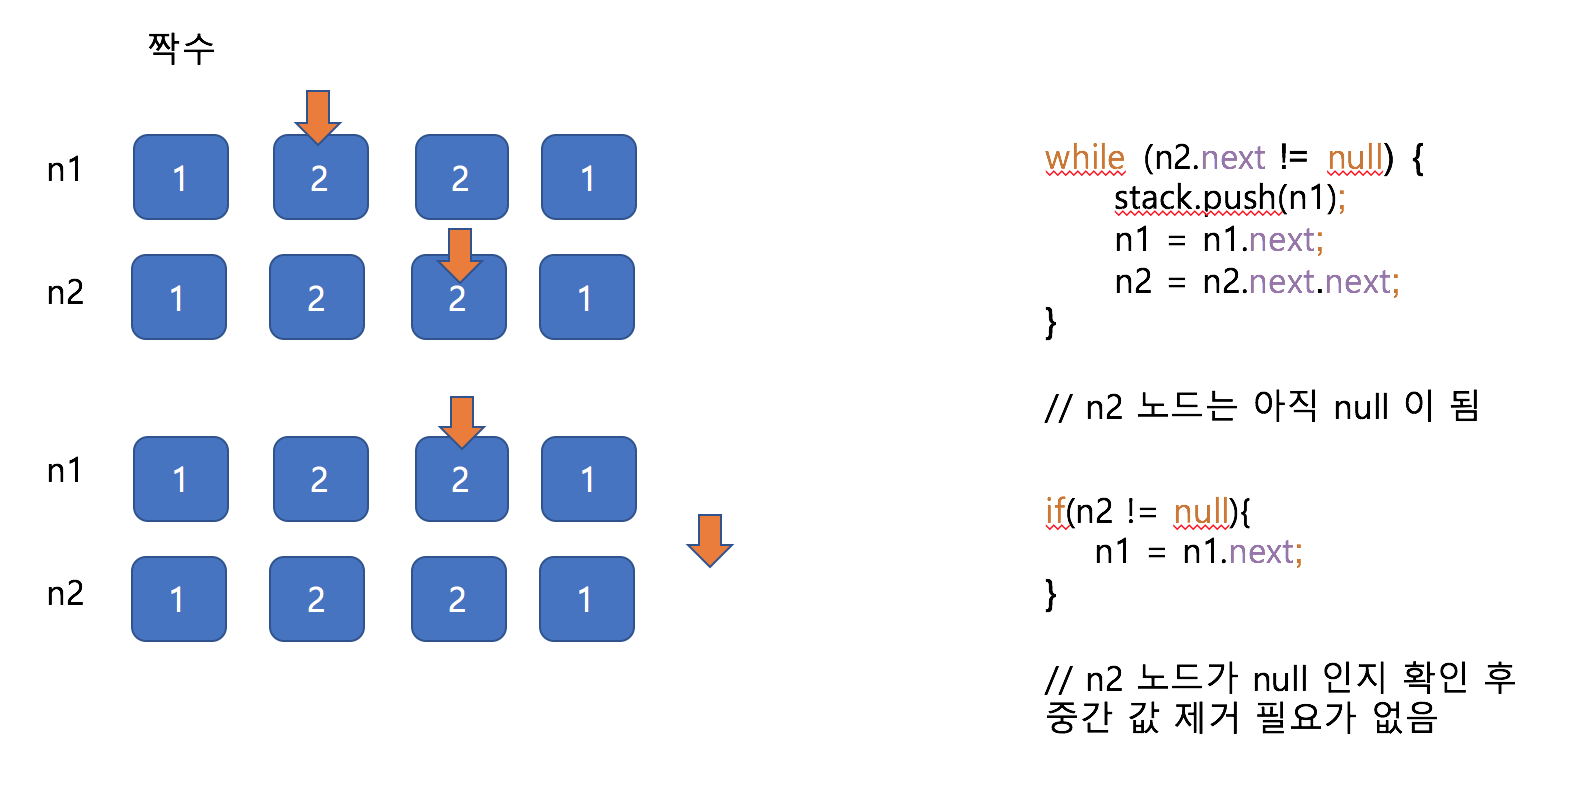 짝수
n1
1 2 2 1
n2
1 2 2 1
n1
1 2 2 1
n2
1 2 2 1
while (n2.next != null) {
stack.push(n1);
n1 = n1.next;
n2 = n2.next.next;
}
// n2 노드는 아직 null 이 됨
if(n2 != null){
n1 = n1.next;
}
// n2 노드가 null 인지 확인 후
중간 값 제거 필요가 없음